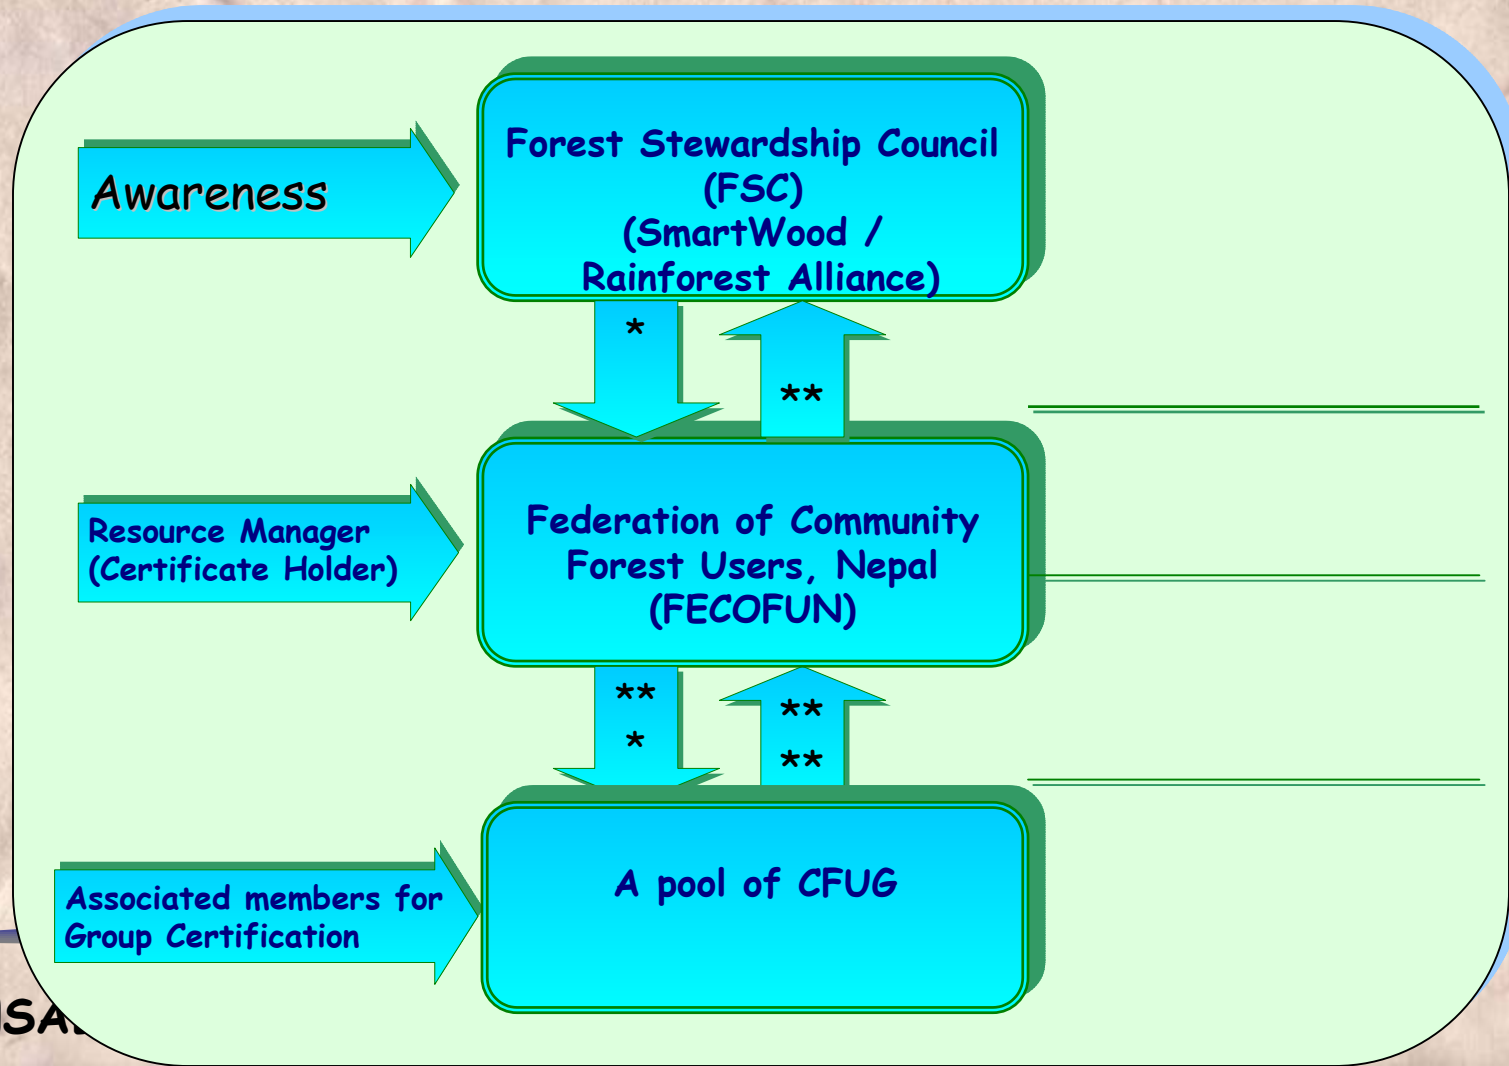 Forest Stewardship Council
(FSC)
(SmartWood /
Rainforest Alliance)
Awareness
*
**
Resource Manager
(Certificate Holder)
Federation of Community
Forest Users, Nepal
(FECOFUN)
**
*
**
**
Associated members for
Group Certification
A pool of CFUG